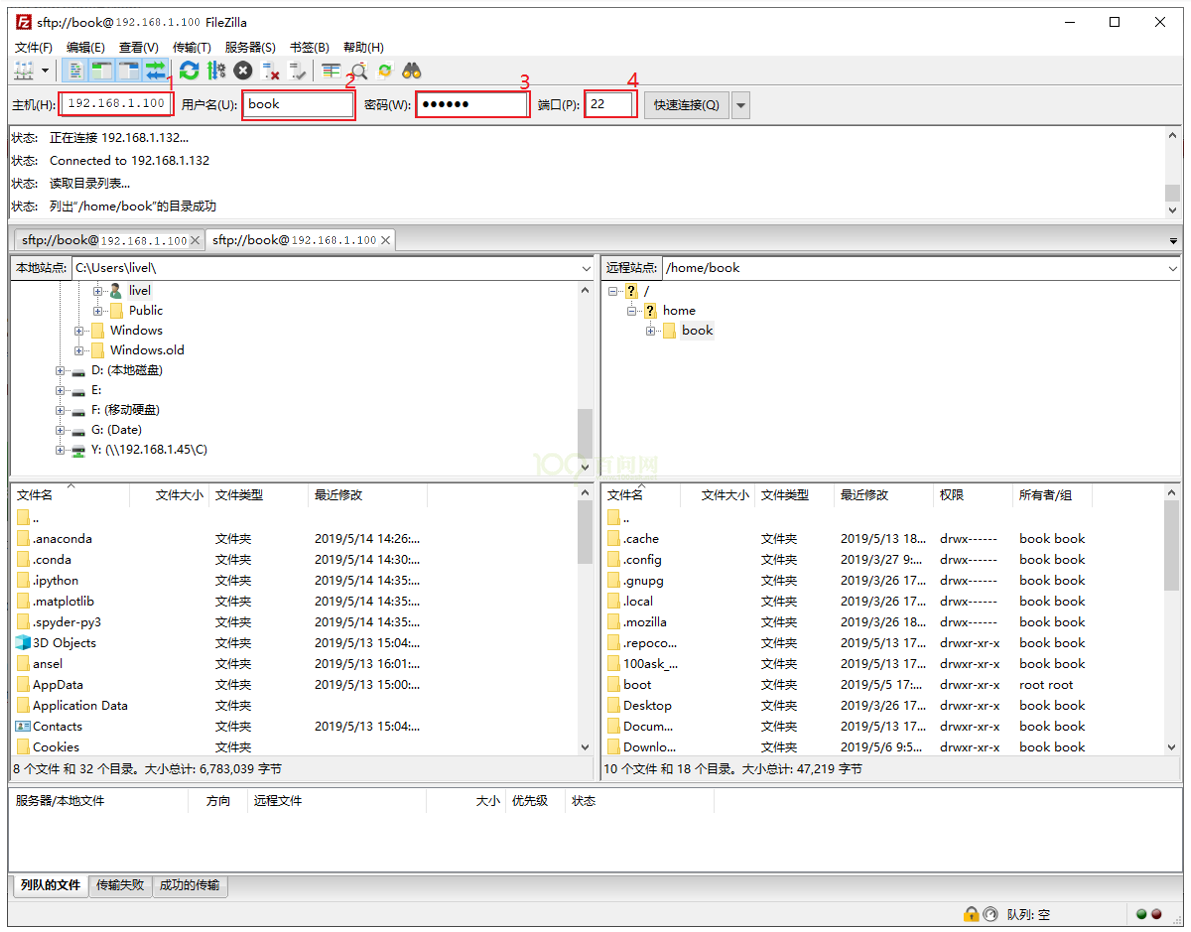 sftp://book@192.168.1.100 FileZilla
文件(F) 编辑(E) 查看(V) 传输(T) 服务器(S) 书签(B) 帮助(H)
1 2 3 4
主机(H): 192.168.1.100 用户名(U): book 密码(W): ●●●●●● 端口(P): 22 快速连接(Q)
状态: 正在连接 192.168.1.132...
状态: Connected to 192.168.1.132
状态: 读取目录列表...
状态: 列出"/home/book"的目录成功
sftp://book@192.168.1.100 sftp://book@192.168.1.100
本地站点: C:\Users\livel\
livel
Public
Windows
Windows.old
D: (本地磁盘)
E:
F: (移动硬盘)
G: (Date)
Y: (\\192.168.1.45\C)
远程站点: /home/book
/
home
book
100 百问网
文件名 文件大小 文件类型 最近修改
..
.anaconda 文件夹 2019/5/14 14:26:...
.conda 文件夹 2019/5/14 14:30:...
.ipython 文件夹 2019/5/14 14:35:...
.matplotlib 文件夹 2019/5/14 14:35:...
.spyder-py3 文件夹 2019/5/14 14:35:...
3D Objects 文件夹 2019/5/13 15:04:...
ansel 文件夹 2019/5/13 16:01:...
AppData 文件夹 2019/5/13 15:00:...
Application Data 文件夹
Contacts 文件夹 2019/5/13 15:04:...
Cookies 文件夹
8 个文件 和 32 个目录。大小总计: 6,783,039 字节
文件名 文件大小 文件类型 最近修改 权限 所有者/组
..
.cache 文件夹 2019/5/13 18... drwx------ book book
.config 文件夹 2019/3/27 9:... drwx------ book book
.gnupg 文件夹 2019/3/26 17... drwx------ book book
.local 文件夹 2019/3/26 17... drwx------ book book
.mozilla 文件夹 2019/3/26 18... drwx------ book book
.repoco... 文件夹 2019/5/13 17... drwxr-xr-x book book
100ask_... 文件夹 2019/5/13 17... drwxr-xr-x book book
boot 文件夹 2019/5/5 17:... drwxr-xr-x root root
Desktop 文件夹 2019/3/26 17... drwxr-xr-x book book
Docum... 文件夹 2019/5/13 17... drwxr-xr-x book book
Downlo... 文件夹 2019/5/6 9:5... drwxr-xr-x book book
10 个文件 和 18 个目录。大小总计: 47,219 字节
服务器/本地文件 方向 远程文件 大小 优先级 状态
列队的文件 传输失败 成功的传输
队列: 空